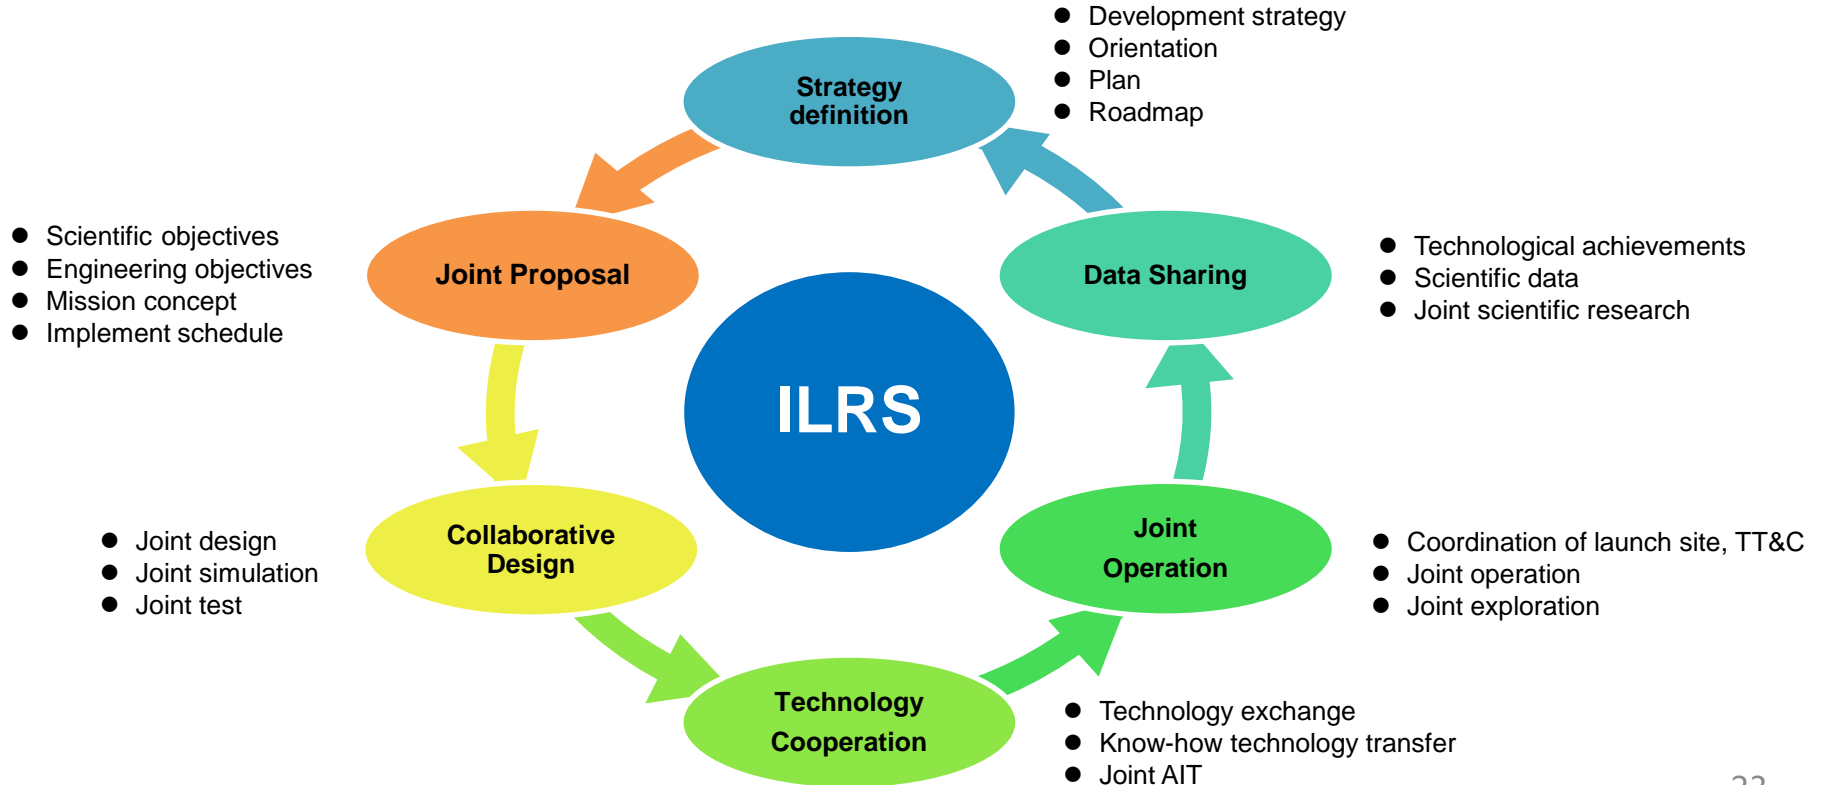 Development strategy
Orientation
Plan
Roadmap
Strategy
definition
Scientific objectives
Engineering objectives
Mission concept
Implement schedule
Joint Proposal
Data Sharing
Technological achievements
Scientific data
Joint scientific research
ILRS
Joint design
Joint simulation
Joint test
Collaborative
Design
Joint
Operation
Coordination of launch site, TT&C
Joint operation
Joint exploration
Technology
Cooperation
Technology exchange
Know-how technology transfer
Joint AIT